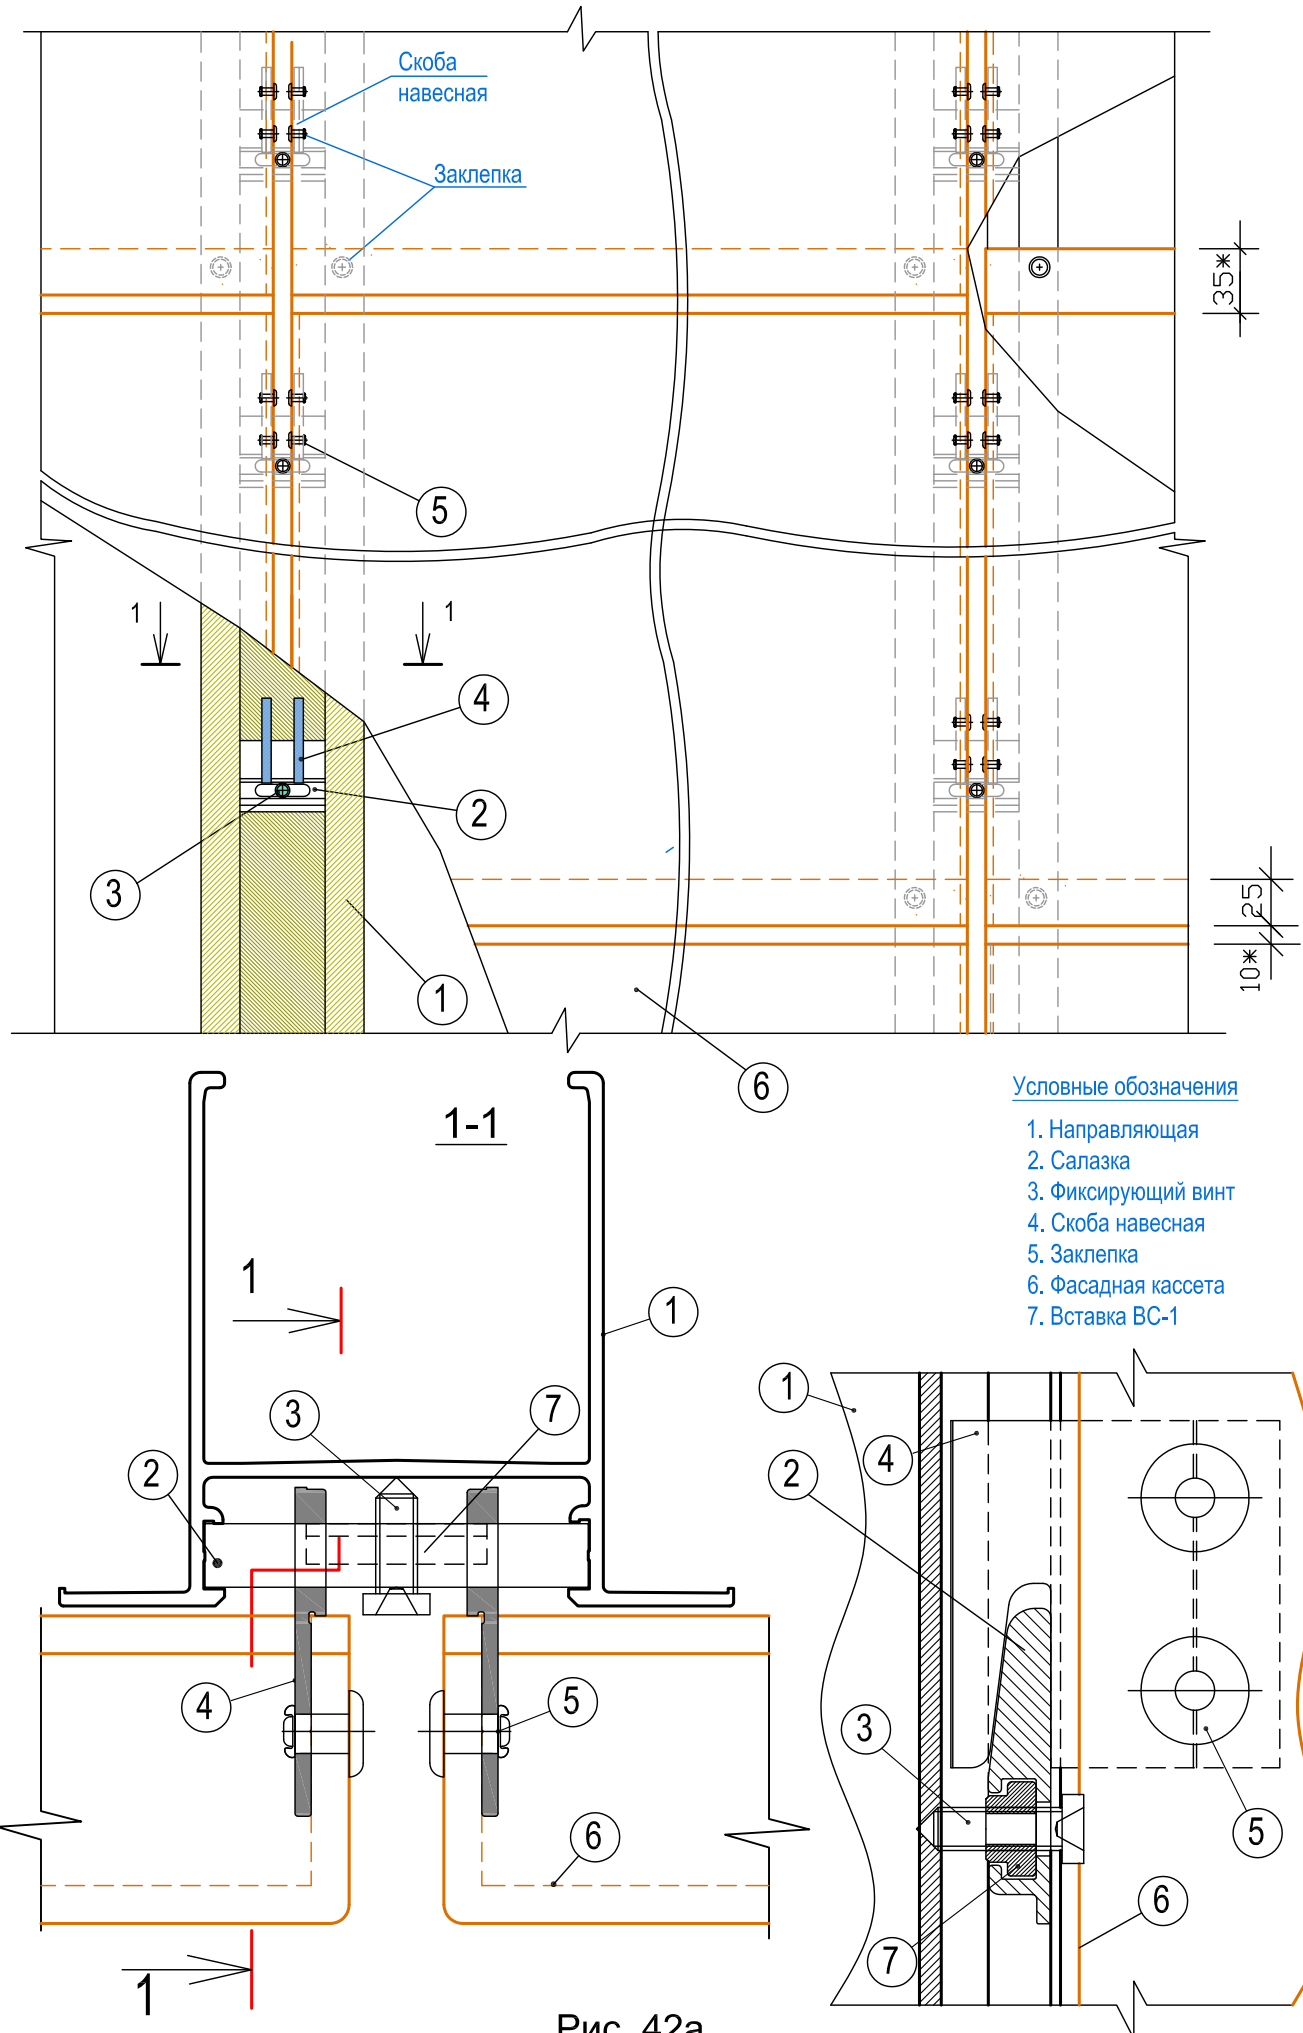 Скоба
навесная
Заклепка
35*
5
1
1
4
2
3
25
10*
1
6
Условные обозначения
1. Направляющая
2. Салазка
3. Фиксирующий винт
4. Скоба навесная
5. Заклепка
6. Фасадная кассета
7. Вставка ВС-1
1-1
1
1
3
7
2
4
5
6
1
1
4
2
3
5
6
7
Рис. 42а